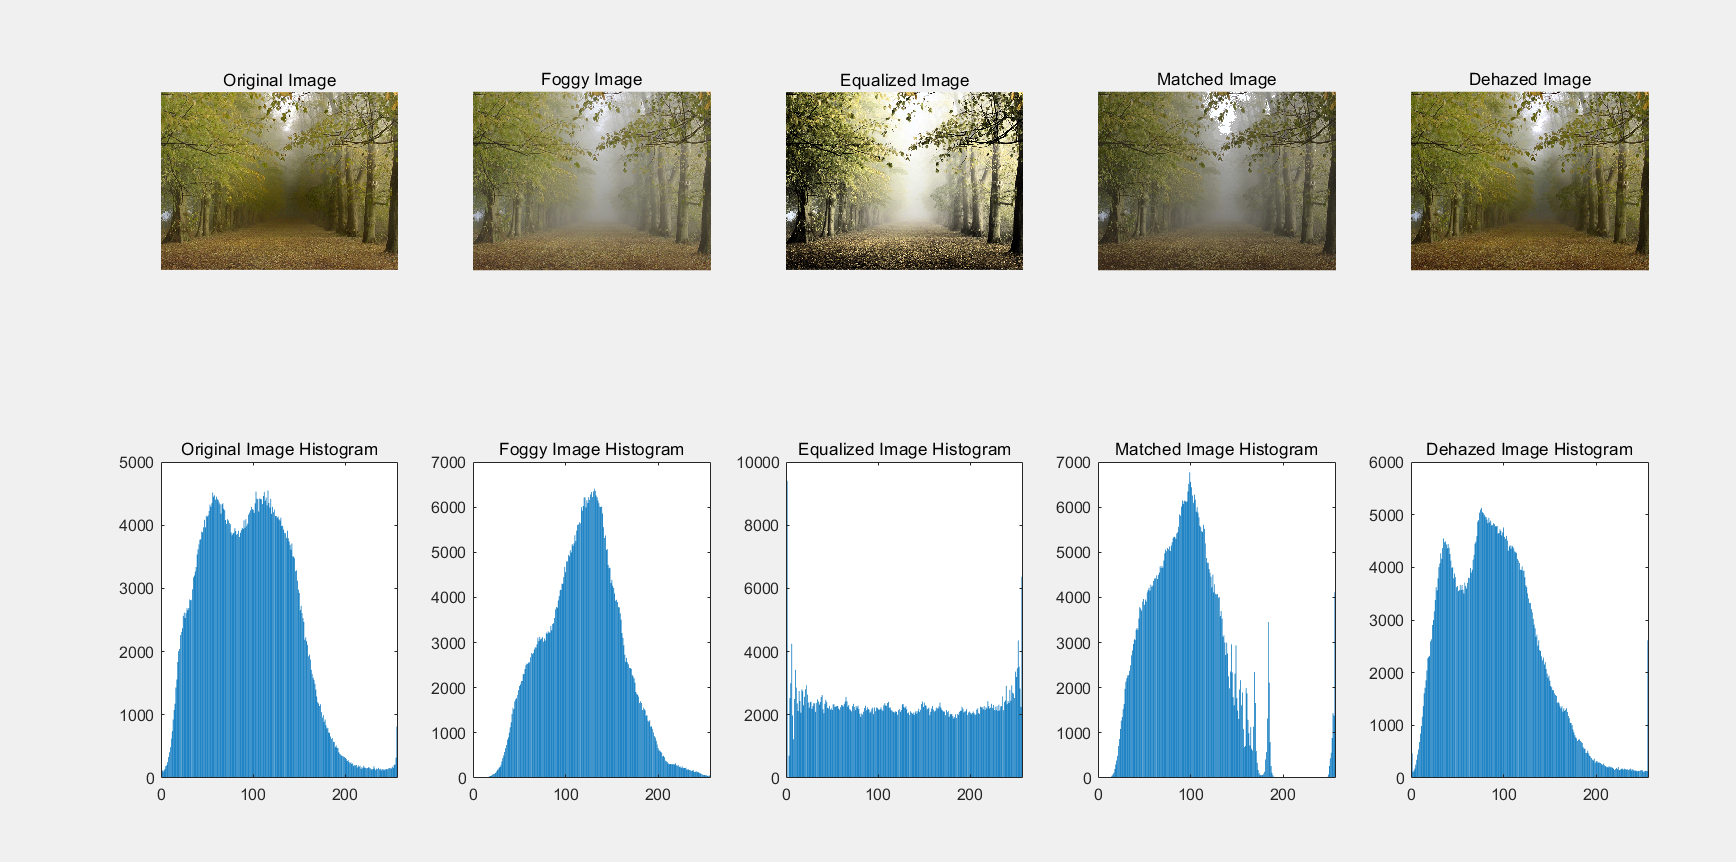 Original Image
Foggy Image
Equalized Image
Matched Image
Dehazed Image
Original Image Histogram
5000
4000
3000
2000
1000
0
0 100 200
Foggy Image Histogram
7000
6000
5000
4000
3000
2000
1000
0
0 100 200
Equalized Image Histogram
10000
8000
6000
4000
2000
0
0 100 200
Matched Image Histogram
7000
6000
5000
4000
3000
2000
1000
0
0 100 200
Dehazed Image Histogram
6000
5000
4000
3000
2000
1000
0
0 100 200